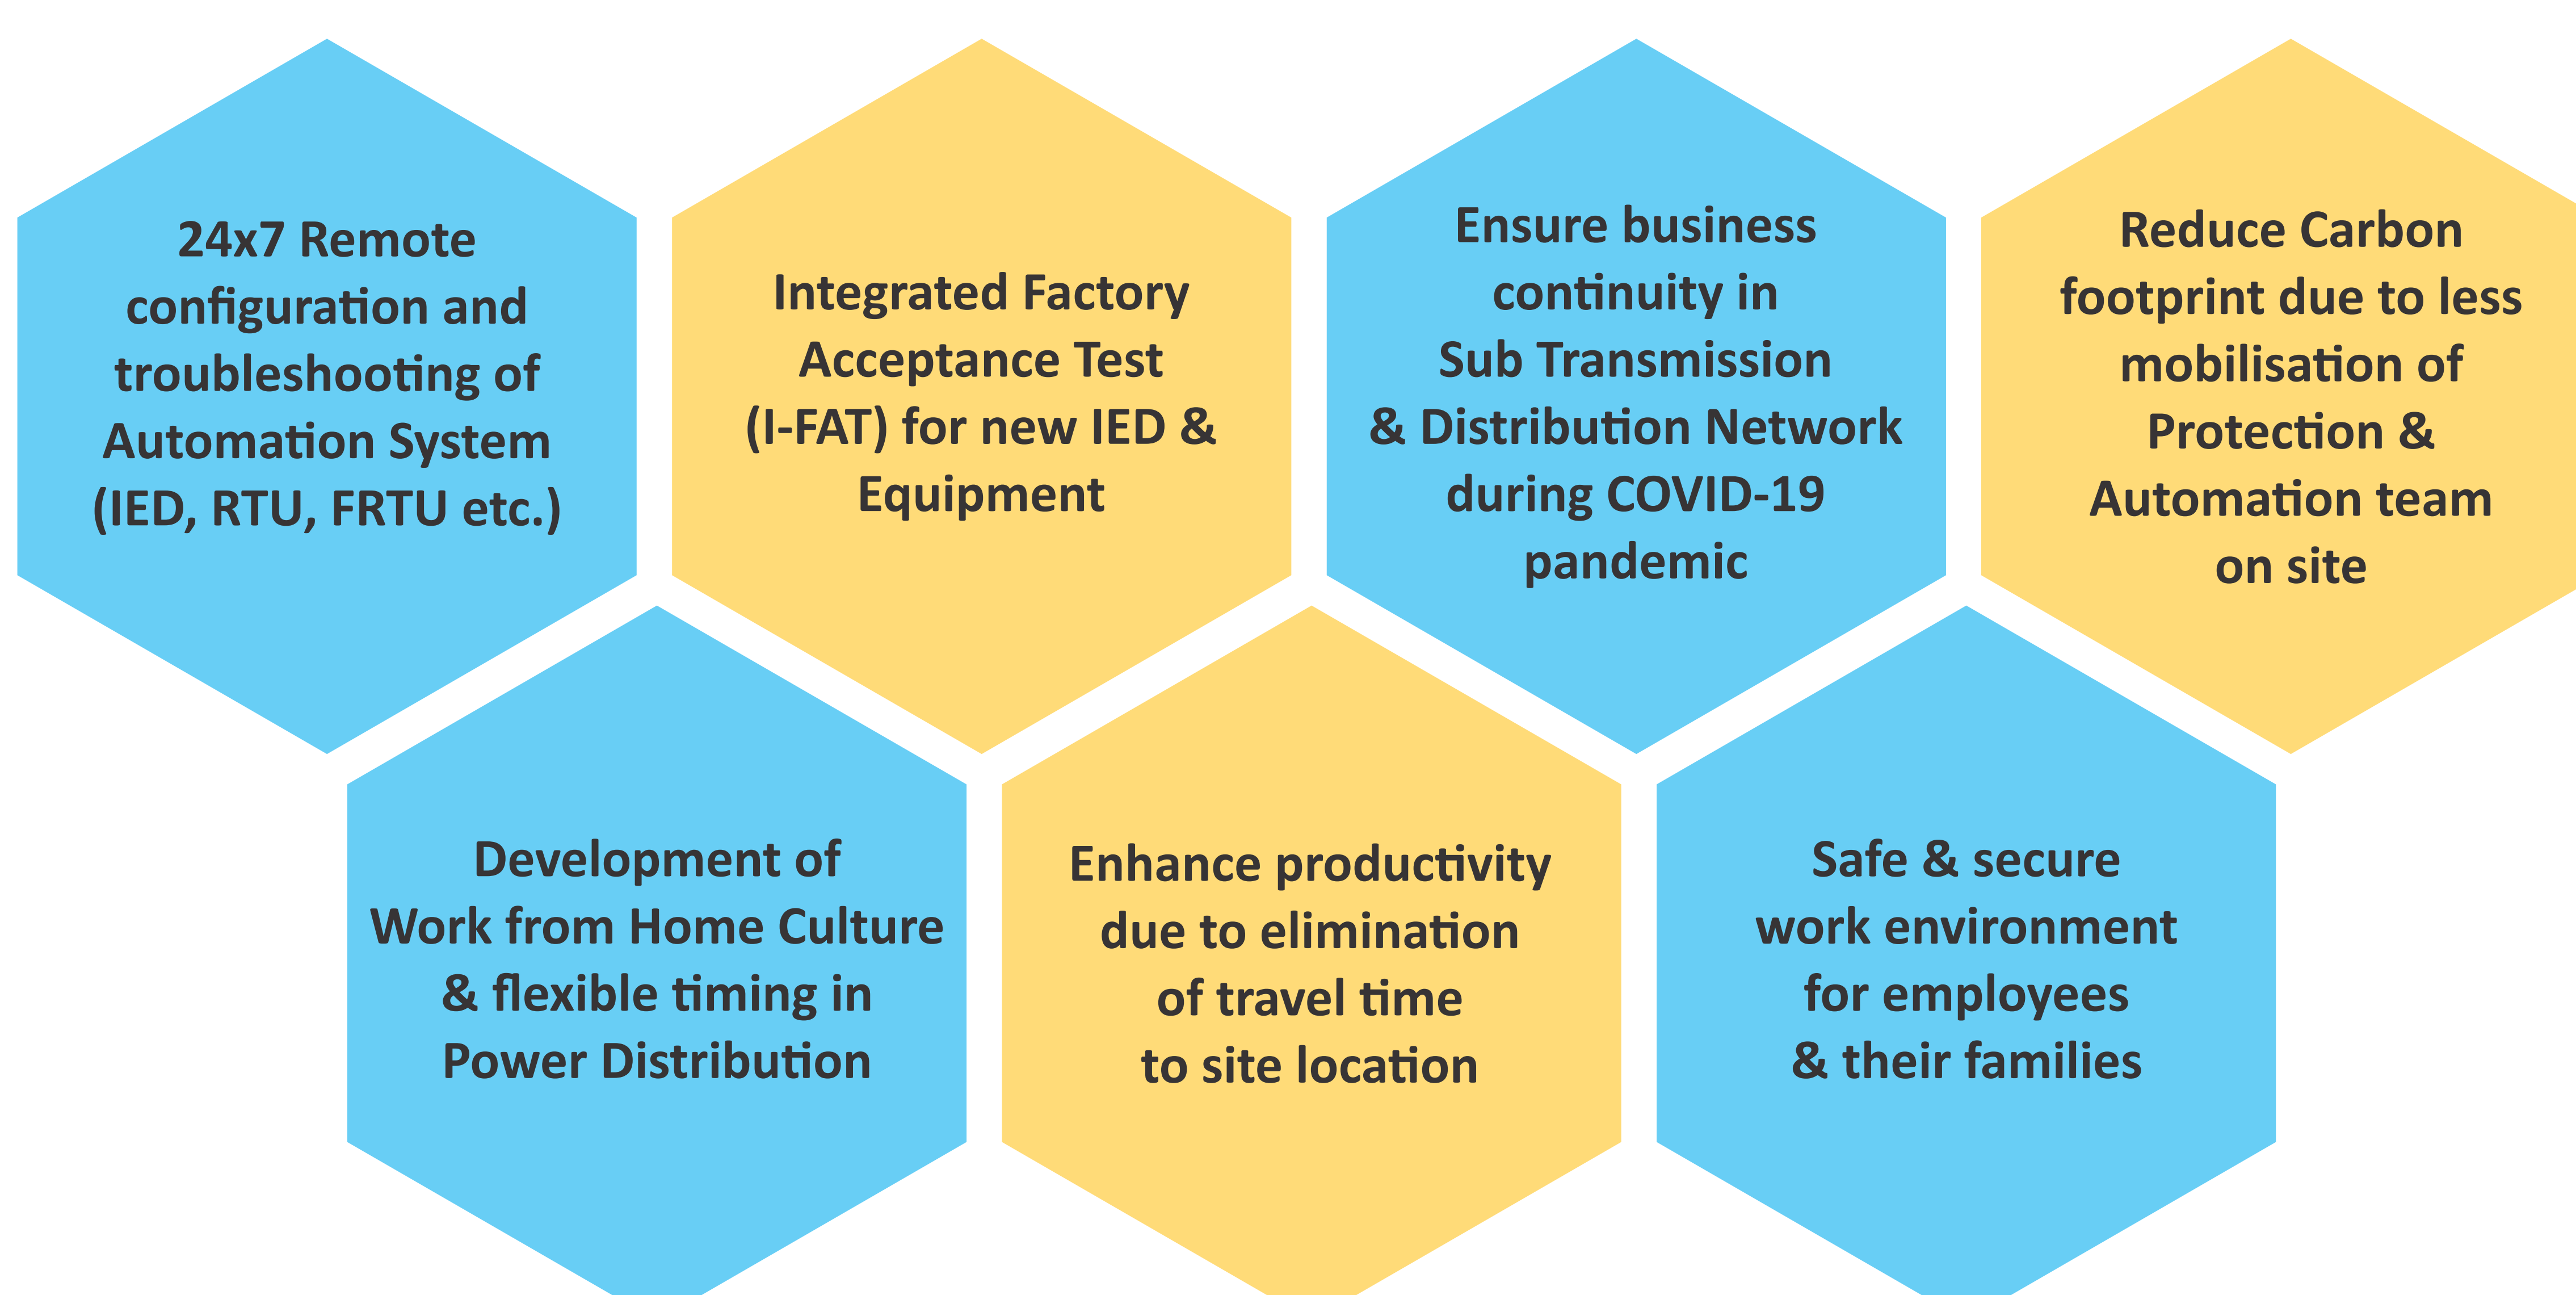 24x7 Remote
configuration and
troubleshooting of
Automation System
(IED, RTU, FRTU etc.)
Integrated Factory
Acceptance Test
(I-FAT) for new IED &
Equipment
Ensure business
continuity in
Sub Transmission
& Distribution Network
during COVID-19
pandemic
Reduce Carbon
footprint due to less
mobilisation of
Protection &
Automation team
on site
Development of
Work from Home Culture
& flexible timing in
Power Distribution
Enhance productivity
due to elimination
of travel time
to site location
Safe & secure
work environment
for employees
& their families